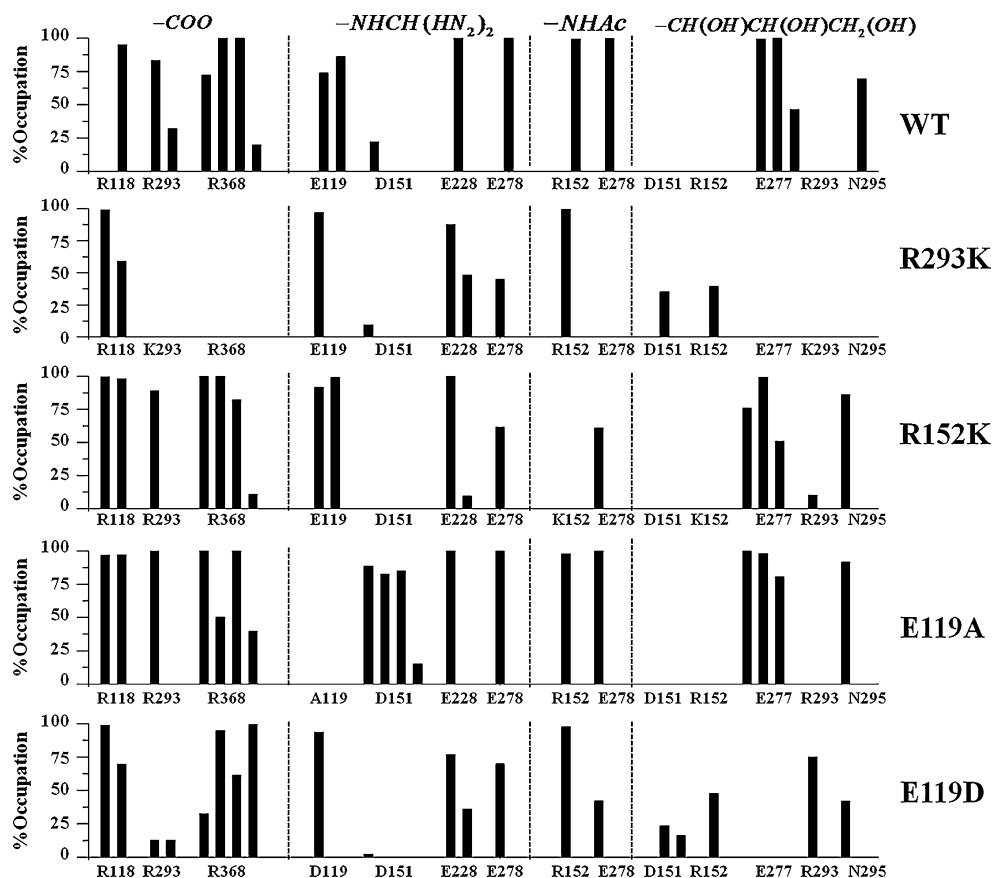 −COO −NHCH(HN2)2 −NHAc −CH(OH)CH(OH)CH2(OH)
%Occupation
100
75
50
25
0
R118 R293 R368 E119 D151 E228 E278 R152 E278 D151 R152 E277 R293 N295
WT
%Occupation
100
75
50
25
0
R118 K293 R368 E119 D151 E228 E278 R152 E278 D151 R152 E277 K293 N295
R293K
%Occupation
100
75
50
25
0
R118 R293 R368 E119 D151 E228 E278 K152 E278 D151 K152 E277 R293 N295
R152K
%Occupation
100
75
50
25
0
R118 R293 R368 A119 D151 E228 E278 R152 E278 D151 R152 E277 R293 N295
E119A
%Occupation
100
75
50
25
0
R118 R293 R368 D119 D151 E228 E278 R152 E278 D151 R152 E277 R293 N295
E119D